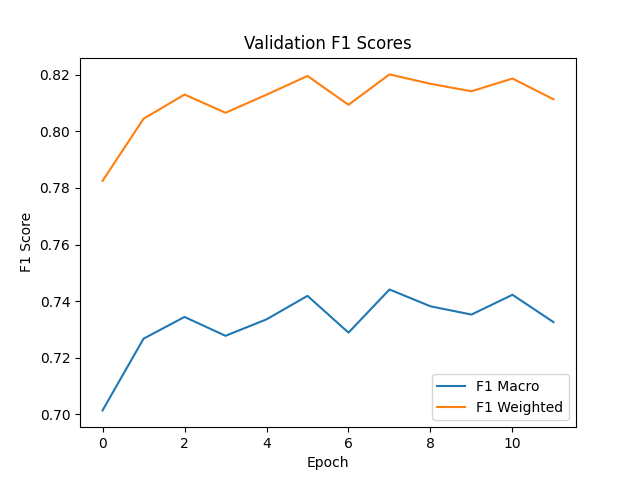 Validation F1 Scores
F1 Score
0.82
0.80
0.78
0.76
0.74
0.72
0.70
0 2 4 6 8 10
Epoch
F1 Macro
F1 Weighted